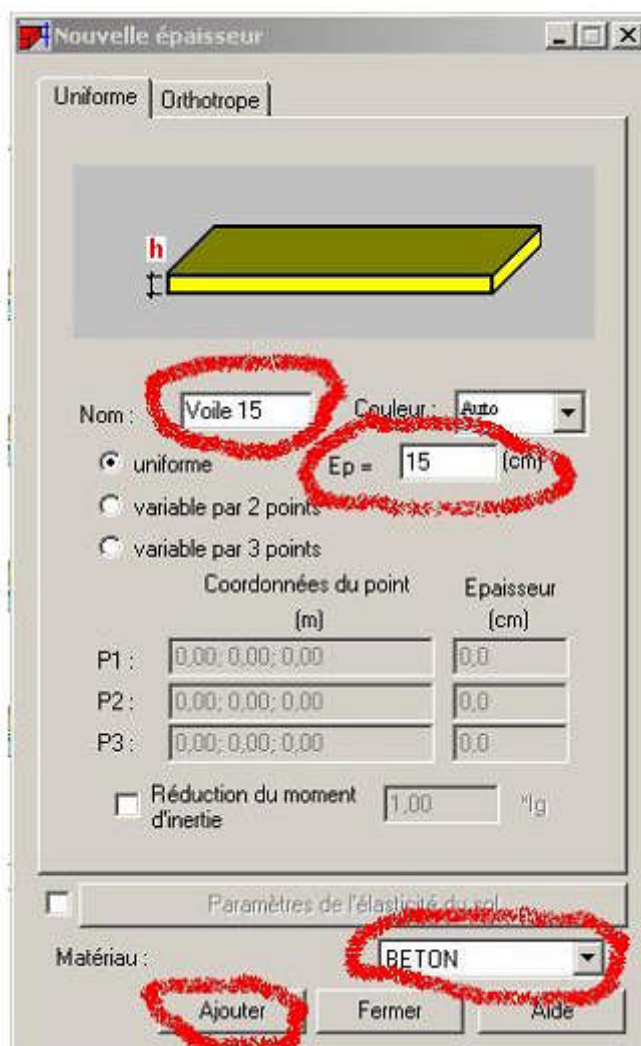 Nouvelle épaisseur
Uniforme Orthotrope
h
Nom : Voile 15 Couleur : Auto
uniforme Ep = 15 (cm)
variable par 2 points
variable par 3 points
Coordonnées du point Epaisseur
(m) (cm)
P1 : 0,00; 0,00; 0,00 0,0
P2 : 0,00; 0,00; 0,00 0,0
P3 : 0,00; 0,00; 0,00 0,0
Réduction du moment
d'inertie 1,00 *Ig
Paramètres de l'élasticité du sol...
Matériau : BETON
Ajouter Fermer Aide